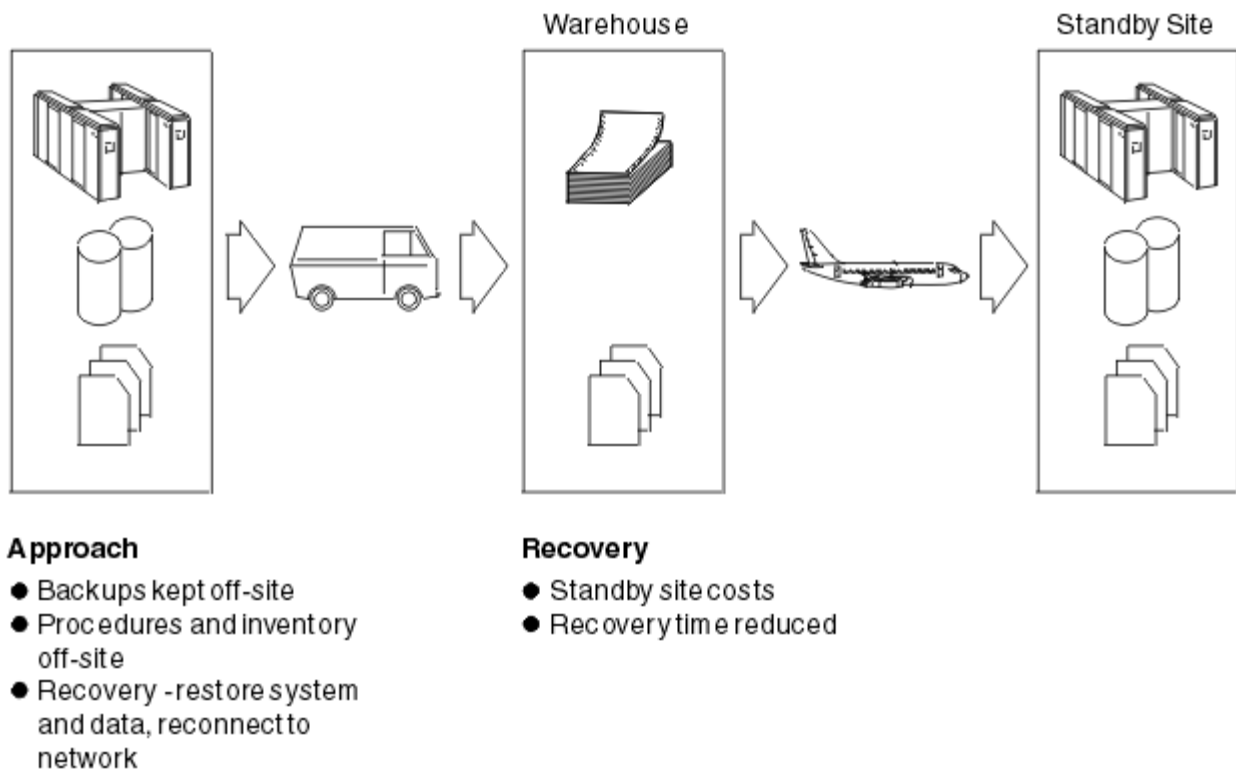 Warehouse
Standby Site
Approach
● Backups kept off-site
● Procedures and inventory
off-site
● Recovery - restore system
and data, reconnect to
network
Recovery
● Standby site costs
● Recovery time reduced